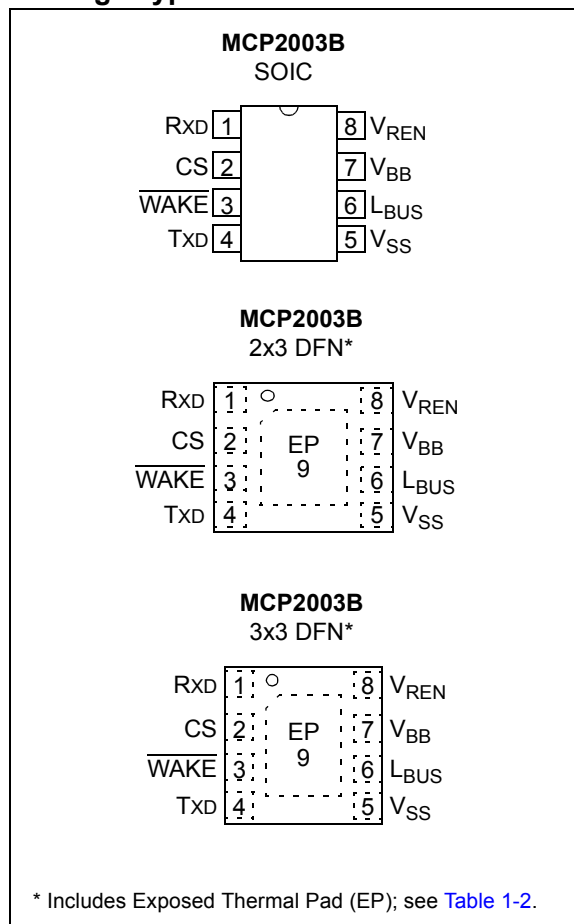 MCP2003B
SOIC
RXD 1 8 VREN
CS 2 7 VBB
WAKE 3 6 LBUS
TXD 4 5 VSS
MCP2003B
2x3 DFN*
RXD 1 8 VREN
CS 2 EP 7 VBB
9
WAKE 3 6 LBUS
TXD 4 5 VSS
MCP2003B
3x3 DFN*
RXD 1 8 VREN
CS 2 EP 7 VBB
9
WAKE 3 6 LBUS
TXD 4 5 VSS
* Includes Exposed Thermal Pad (EP); see Table 1-2.